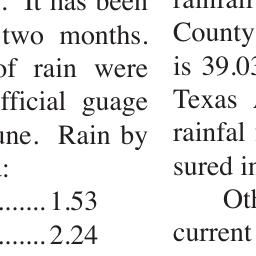 It has been
two months.
of rain were
official guage
une. Rain by
:
....... 1.53
....... 2.24
rainfall
County
is 39.03
Texas
rainfal
sured in
Oth
current